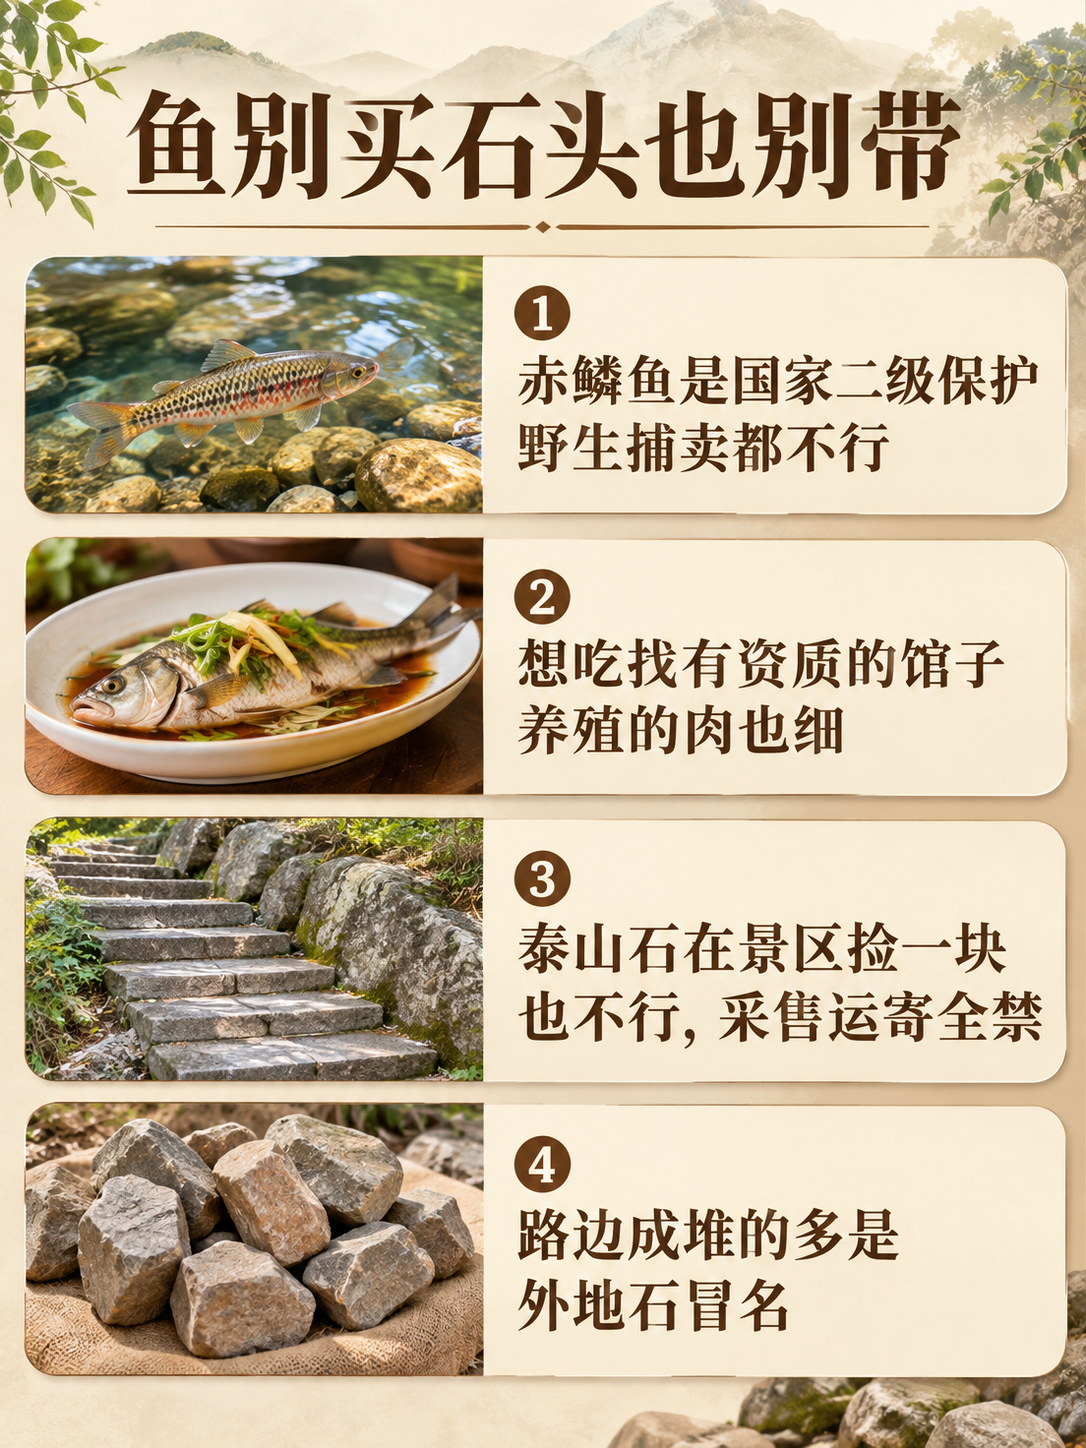 鱼别买石头也别带
1
赤鳞鱼是国家二级保护
野生捕卖都不行
2
想吃找有资质的馆子
养殖的肉也细
3
泰山石在景区捡一块
也不行, 采售运寄全禁
4
路边成堆的多是
外地石冒名